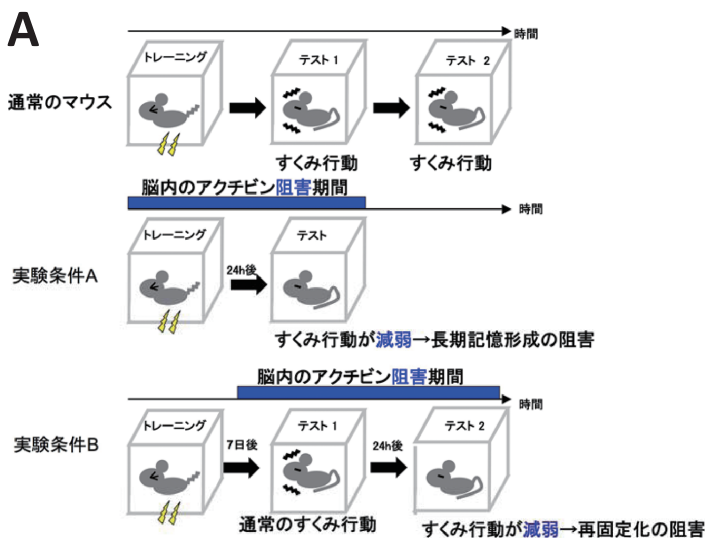 A
時間
トレーニング
テスト 1
テスト 2
通常のマウス
すくみ行動
すくみ行動
脳内のアクチビン阻害期間
時間
トレーニング
テスト
実験条件A
24h後
すくみ行動が減弱→長期記憶形成の阻害
脳内のアクチビン阻害期間
時間
トレーニング
テスト 1
テスト 2
実験条件B
7日後
24h後
通常のすくみ行動
すくみ行動が減弱→再固定化の阻害